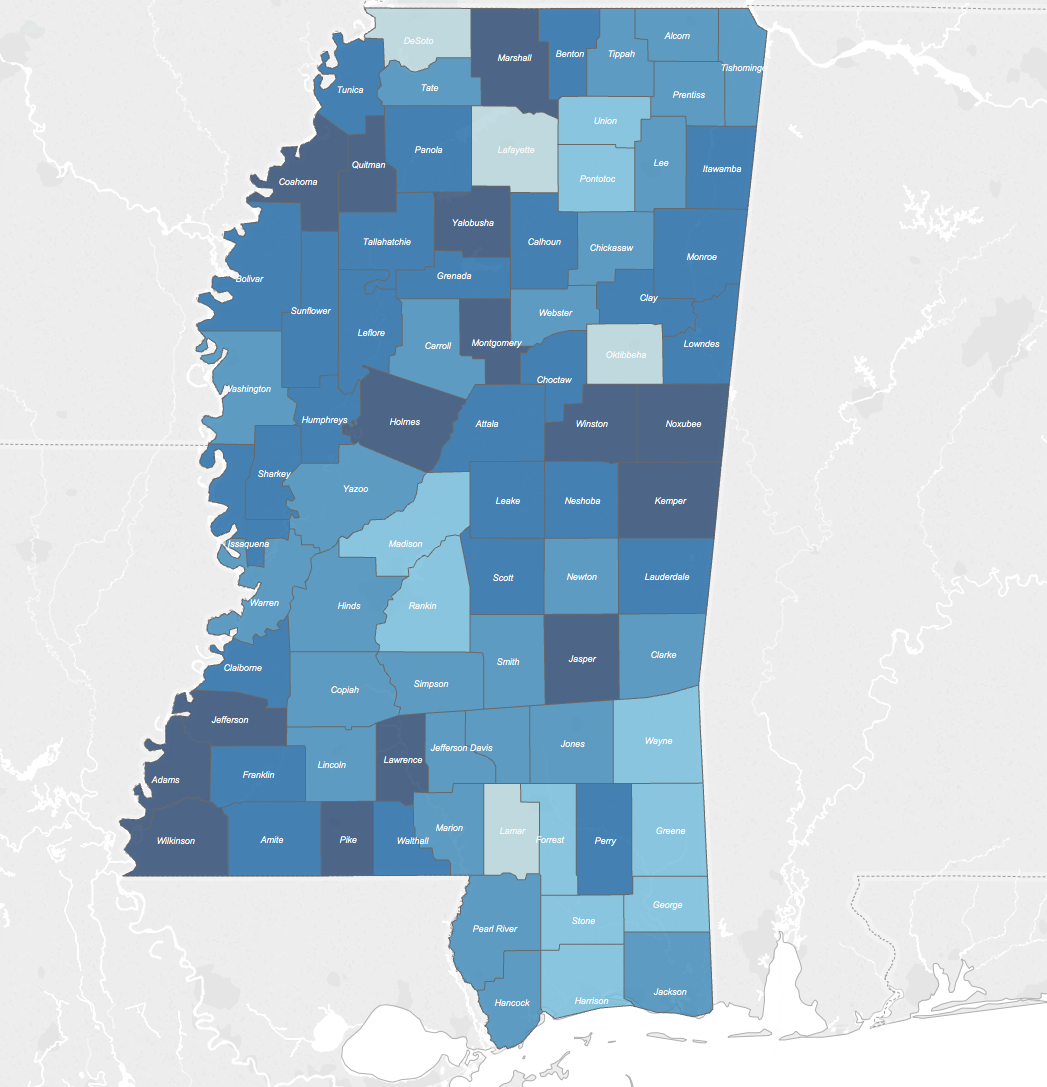 DeSoto
Marshall
Benton
Tippah
Alcorn
Tishoming
Tunica
Tate
Prentiss
Union
Panola
Lafayette
Quitman
Coahoma
Pontotoc
Lee
Itawamba
Yalobusha
Tallahatchie
Calhoun
Chickasaw
Monroe
Bolivar
Grenada
Clay
Sunflower
Webster
Leflore
Carroll
Montgomery
Oktibbeha
Lowndes
Choctaw
Washington
Humphreys
Holmes
Attala
Winston
Noxubee
Sharkey
Yazoo
Leake
Neshoba
Kemper
Issaquena
Madison
Scott
Newton
Lauderdale
Warren
Hinds
Rankin
Smith
Jasper
Clarke
Claiborne
Copiah
Simpson
Jefferson
Jefferson Davis
Jones
Wayne
Lawrence
Lincoln
Franklin
Adams
Wilkinson
Amite
Pike
Walthall
Marion
Lamar
Forrest
Perry
Greene
George
Stone
Pearl River
Hancock
Harrison
Jackson